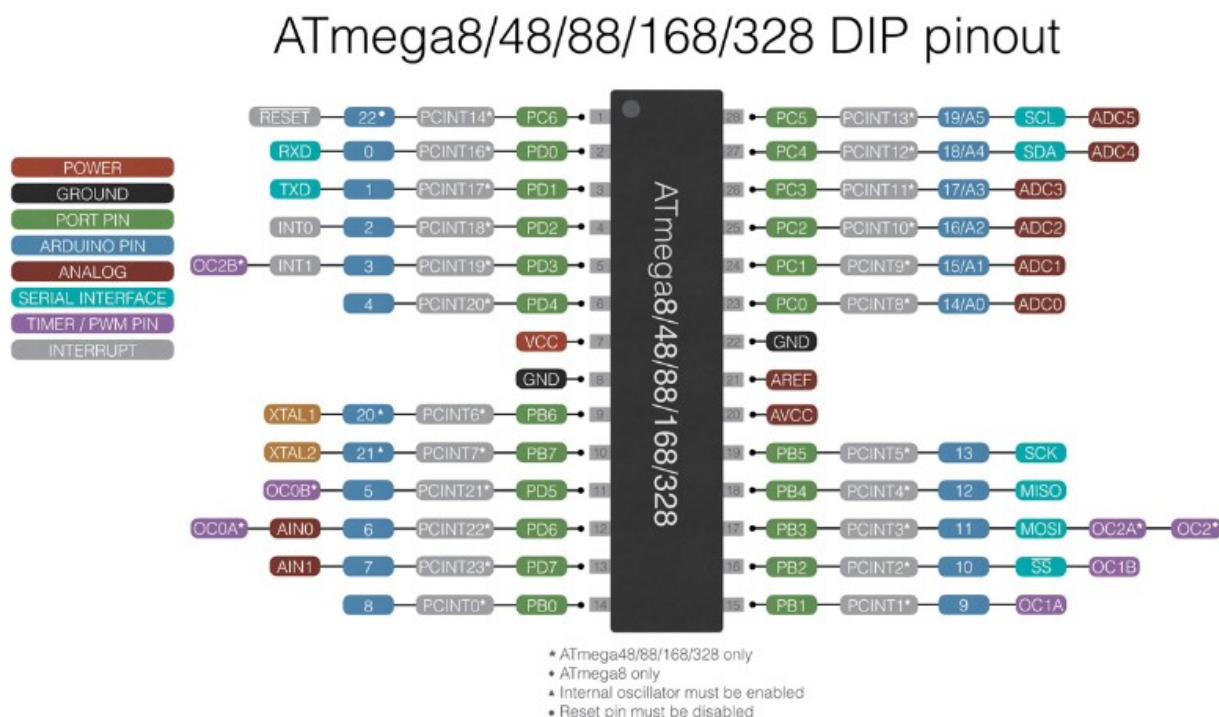 ATmega8/48/88/168/328 DIP pinout
POWER
GROUND
PORT PIN
ARDUINO PIN
ANALOG
SERIAL INTERFACE
TIMER / PWM PIN
INTERRUPT
RESET 22• PCINT14* PC6 1 28 PC5 PCINT13* 19/A5 SCL ADC5
RXD 0 PCINT16* PD0 2 27 PC4 PCINT12* 18/A4 SDA ADC4
TXD 1 PCINT17* PD1 3 26 PC3 PCINT11* 17/A3 ADC3
INT0 2 PCINT18* PD2 4 25 PC2 PCINT10* 16/A2 ADC2
OC2B* INT1 3 PCINT19* PD3 5 24 PC1 PCINT9* 15/A1 ADC1
4 PCINT20* PD4 6 23 PC0 PCINT8* 14/A0 ADC0
VCC 7 22 GND
GND 8 21 AREF
XTAL1 20▲ PCINT6* PB6 9 20 AVCC
XTAL2 21▲ PCINT7* PB7 10 19 PB5 PCINT5* 13 SCK
OC0B* 5 PCINT21* PD5 11 18 PB4 PCINT4* 12 MISO
OC0A* AIN0 6 PCINT22* PD6 12 17 PB3 PCINT3* 11 MOSI OC2A* OC2♦
AIN1 7 PCINT23* PD7 13 16 PB2 PCINT2* 10 SS OC1B
8 PCINT0* PB0 14 15 PB1 PCINT1* 9 OC1A
ATmega8/48/88/168/328
* ATmega48/88/168/328 only
♦ ATmega8 only
▲ Internal oscillator must be enabled
• Reset pin must be disabled